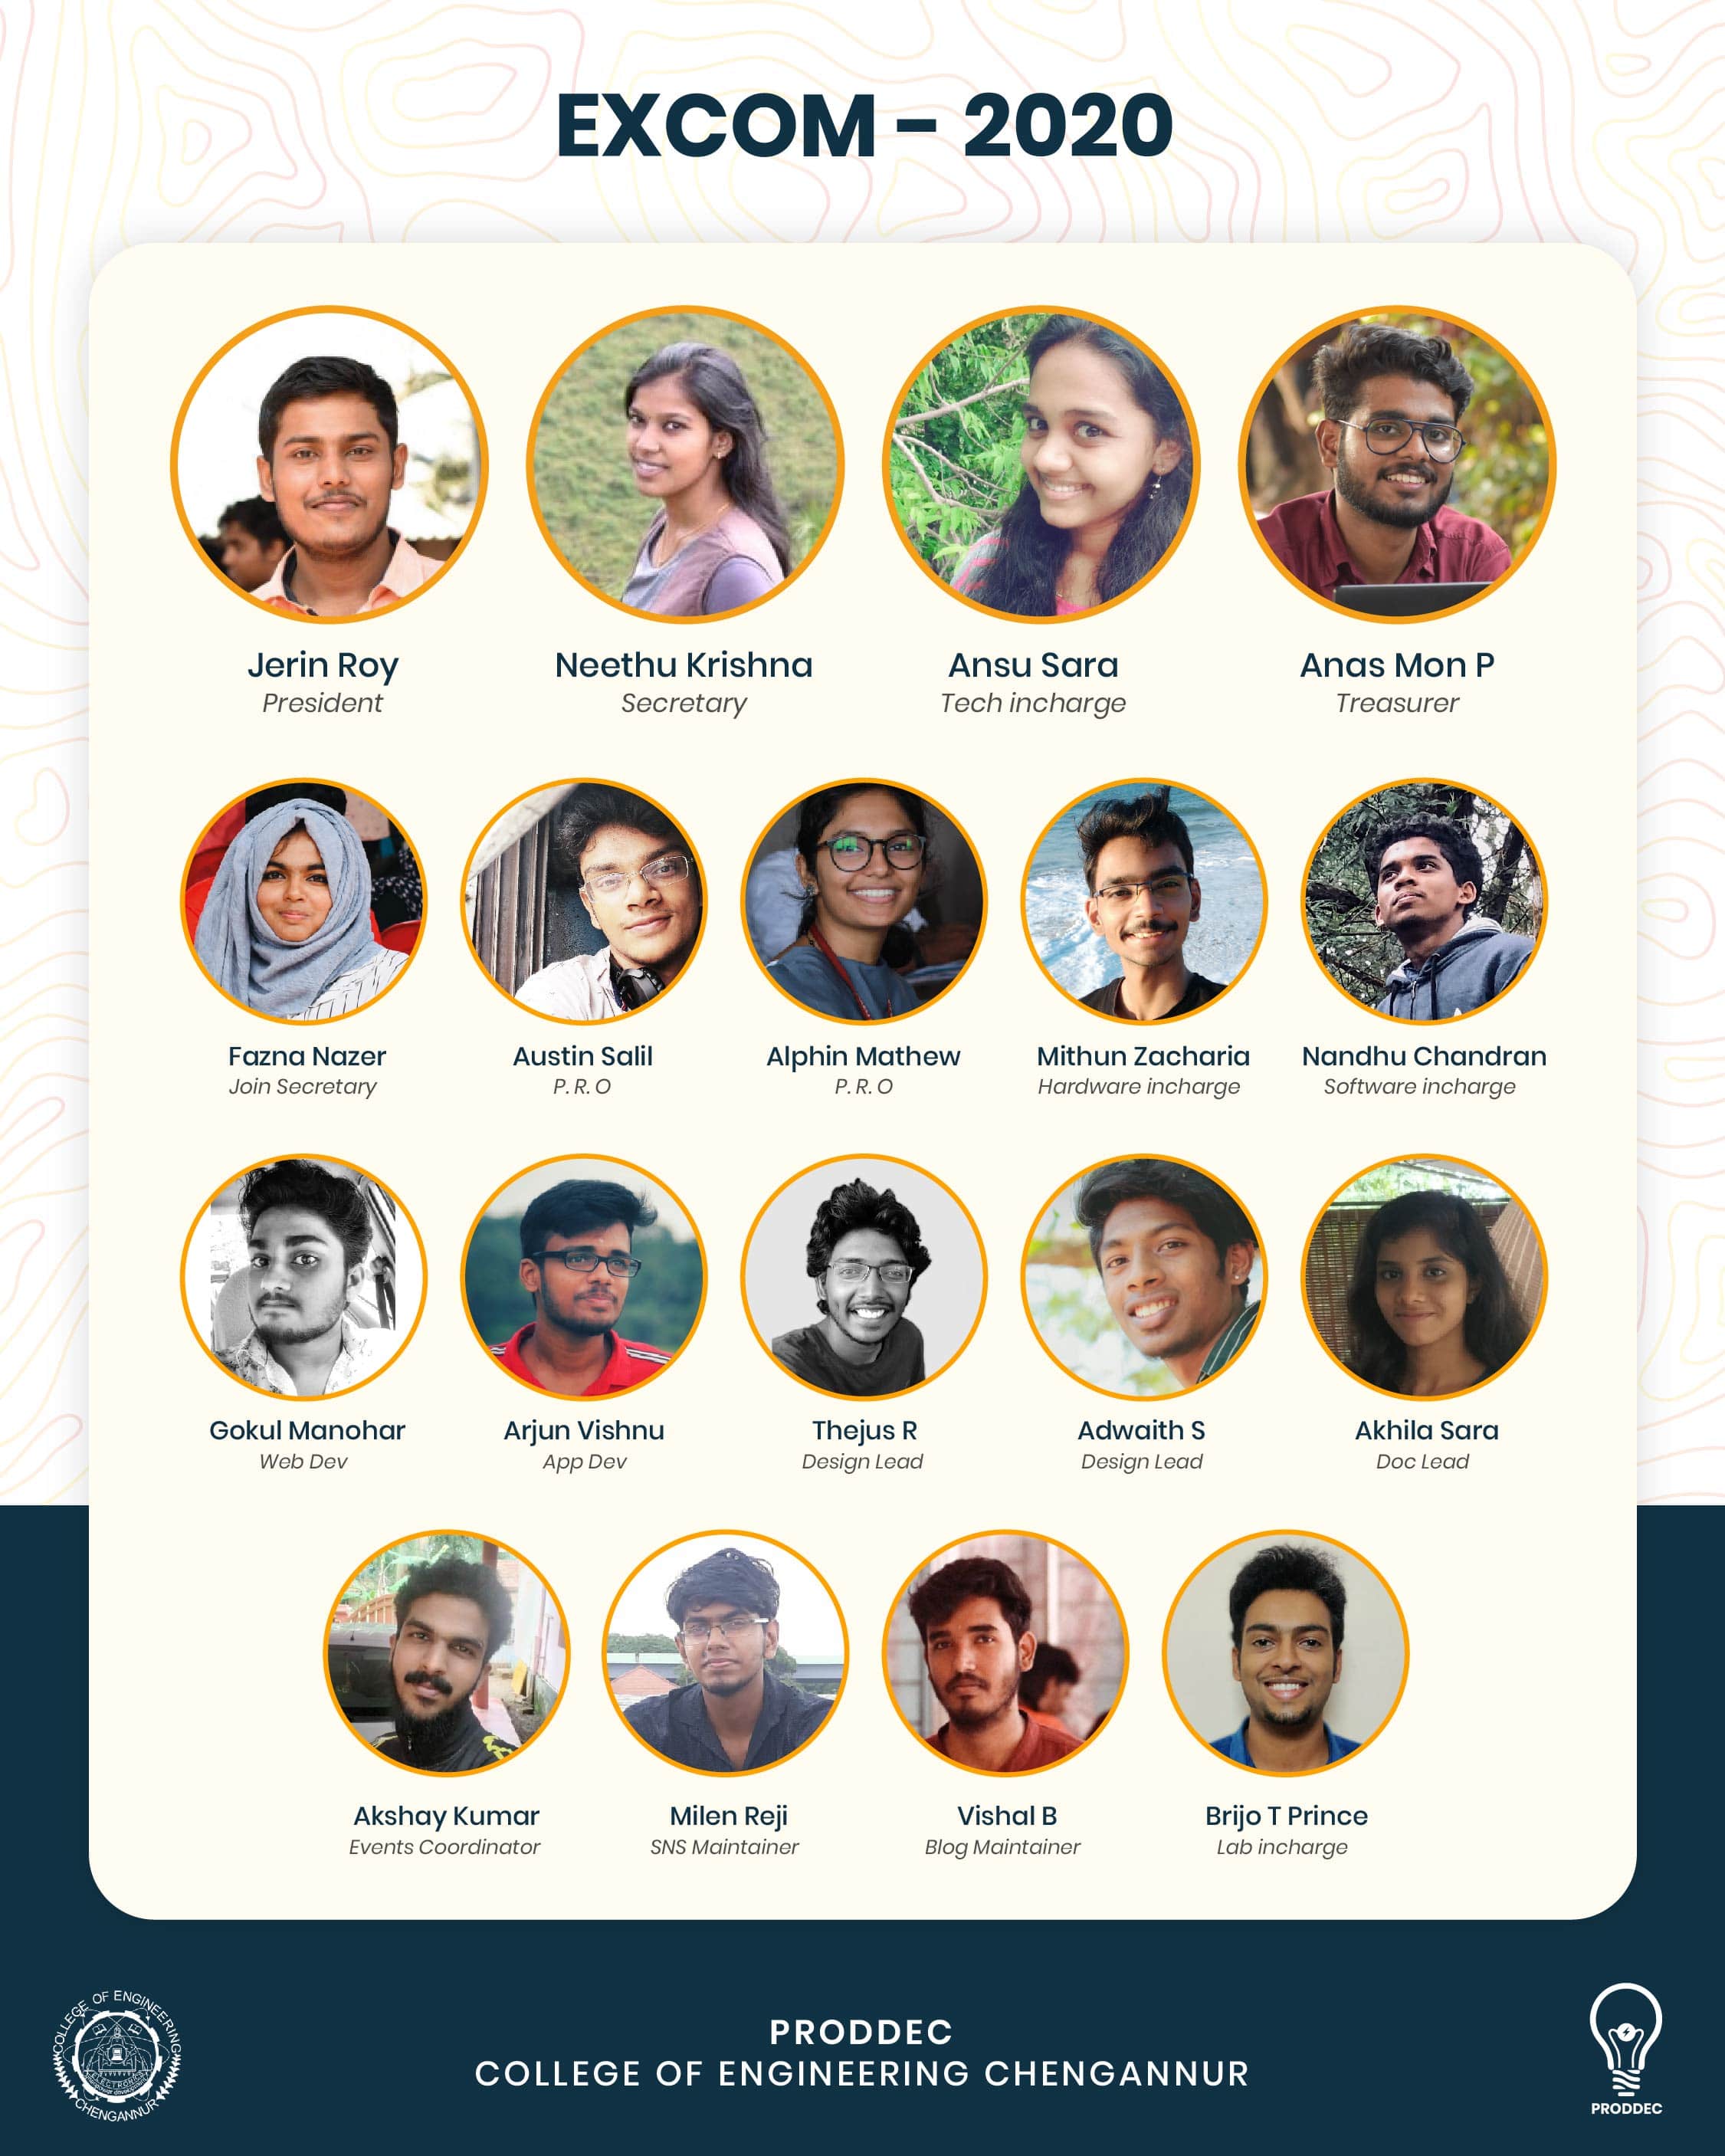 EXCOM - 2020
Jerin Roy
President
Neethu Krishna
Secretary
Ansu Sara
Tech incharge
Anas Mon P
Treasurer
Fazna Nazer
Join Secretary
Austin Salil
P. R. O
Alphin Mathew
P. R. O
Mithun Zacharia
Hardware incharge
Nandhu Chandran
Software incharge
Gokul Manohar
Web Dev
Arjun Vishnu
App Dev
Thejus R
Design Lead
Adwaith S
Design Lead
Akhila Sara
Doc Lead
Akshay Kumar
Events Coordinator
Milen Reji
SNS Maintainer
Vishal B
Blog Maintainer
Brijo T Prince
Lab incharge
COLLEGE OF ENGINEERING
CHENGANNUR
PRODDEC
COLLEGE OF ENGINEERING CHENGANNUR
PRODDEC